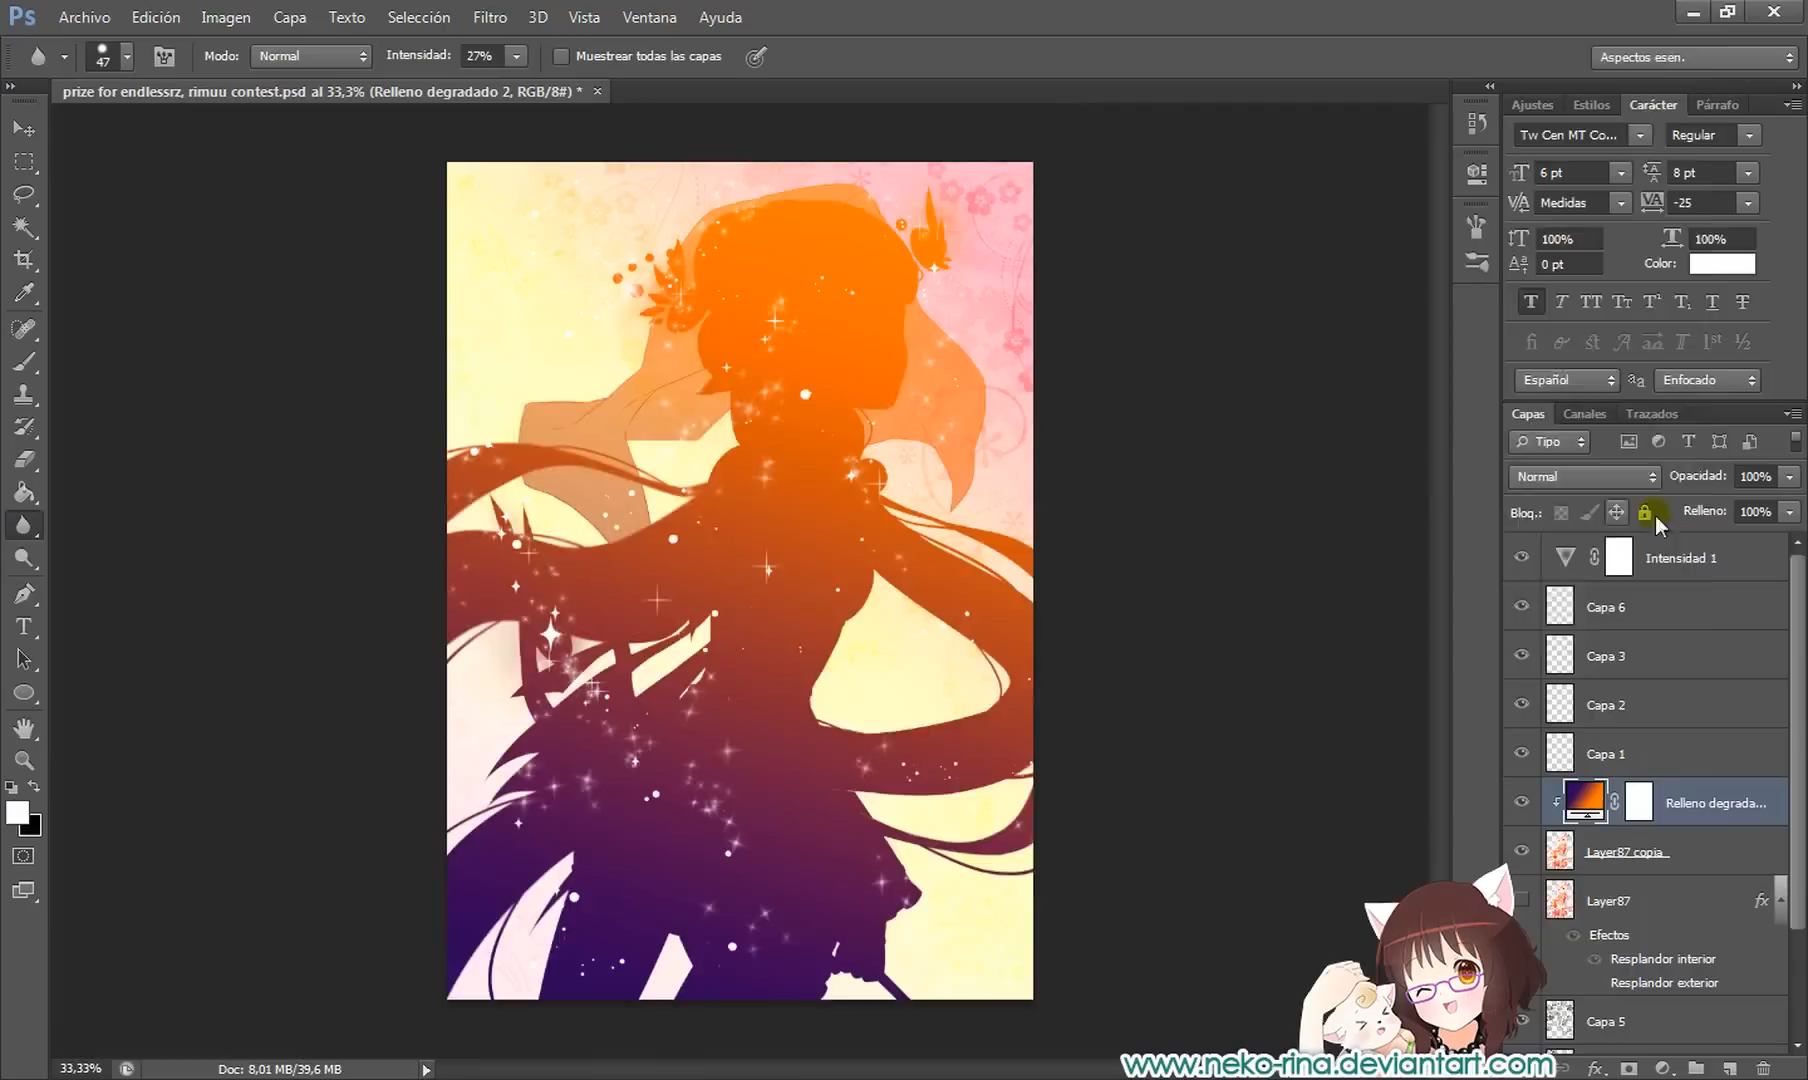 Ps Archivo Edición Imagen Capa Texto Selección Filtro 3D Vista Ventana Ayuda
47 Modo: Normal Intensidad: 27% Muestrear todas las capas Aspectos esen.
prize for endlessrz, rimuu contest.psd al 33,3% (Relleno degradado 2, RGB/8#) *
Ajustes Estilos Carácter Párrafo
Tw Cen MT Co... Regular
6 pt 8 pt
Medidas -25
100% 100%
0 pt Color:
Español Enfocado
Capas Canales Trazados
Tipo
Normal Opacidad: 100%
Bloq.: Relleno: 100%
Intensidad 1
Capa 6
Capa 3
Capa 2
Capa 1
Relleno degrada...
Layer87 copia
Layer87 fx
Efectos
Resplandor interior
Resplandor exterior
Capa 5
www.neko-rina.deviantart.com
33,33% Doc: 8,01 MB/39,6 MB